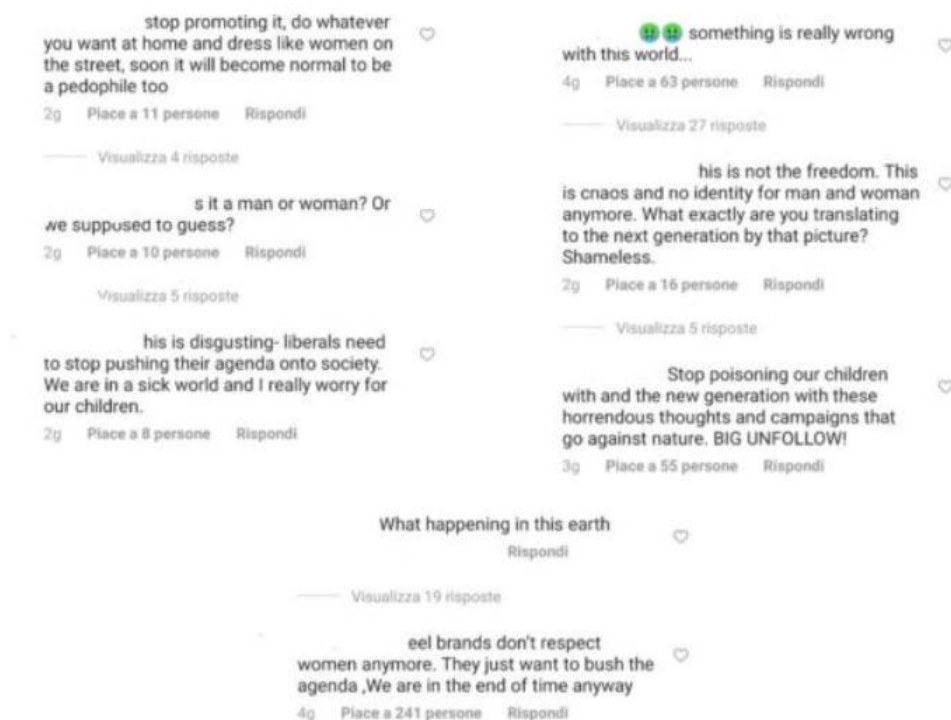 stop promoting it, do whatever
you want at home and dress like women on
the street, soon it will become normal to be
a pedophile too
2g Piace a 11 persone Rispondi
Visualizza 4 risposte
s it a man or woman? Or
we supposed to guess?
2g Piace a 10 persone Rispondi
Visualizza 5 risposte
his is disgusting- liberals need
to stop pushing their agenda onto society.
We are in a sick world and I really worry for
our children.
2g Piace a 8 persone Rispondi
something is really wrong
with this world...
4g Piace a 63 persone Rispondi
Visualizza 27 risposte
his is not the freedom. This
is cnaos and no identity for man and woman
anymore. What exactly are you translating
to the next generation by that picture?
Shameless.
2g Piace a 16 persone Rispondi
Visualizza 5 risposte
Stop poisoning our children
with and the new generation with these
horrendous thoughts and campaigns that
go against nature. BIG UNFOLLOW!
3g Piace a 55 persone Rispondi
What happening in this earth
Rispondi
Visualizza 19 risposte
eel brands don't respect
women anymore. They just want to bush the
agenda ,We are in the end of time anyway
4g Piace a 241 persone Rispondi